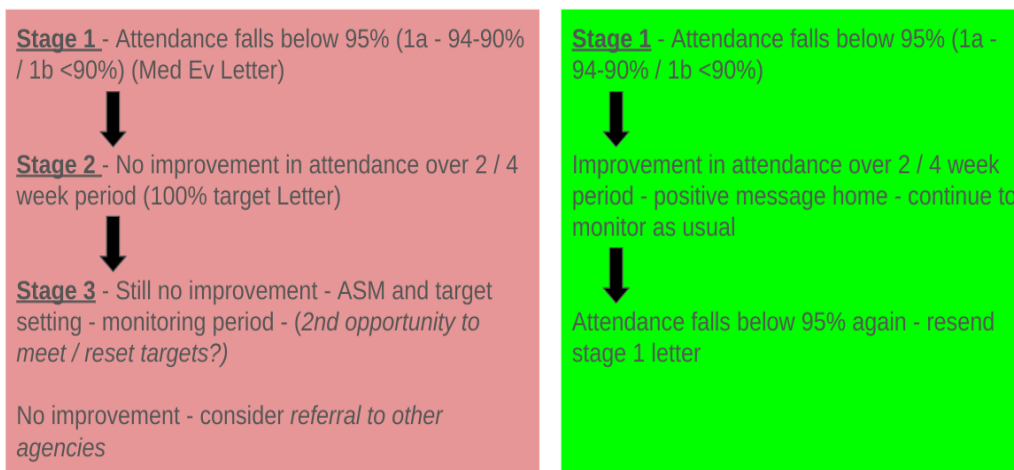 Stage 1 - Attendance falls below 95% (1a - 94-90%
/ 1b <90%) (Med Ev Letter)
Stage 2 - No improvement in attendance over 2 / 4
week period (100% target Letter)
Stage 3 - Still no improvement - ASM and target
setting - monitoring period - (2nd opportunity to
meet / reset targets?)
No improvement - consider referral to other
agencies
Stage 1 - Attendance falls below 95% (1a -
94-90% / 1b <90%)
Improvement in attendance over 2 / 4 week
period - positive message home - continue to
monitor as usual
Attendance falls below 95% again - resend
stage 1 letter